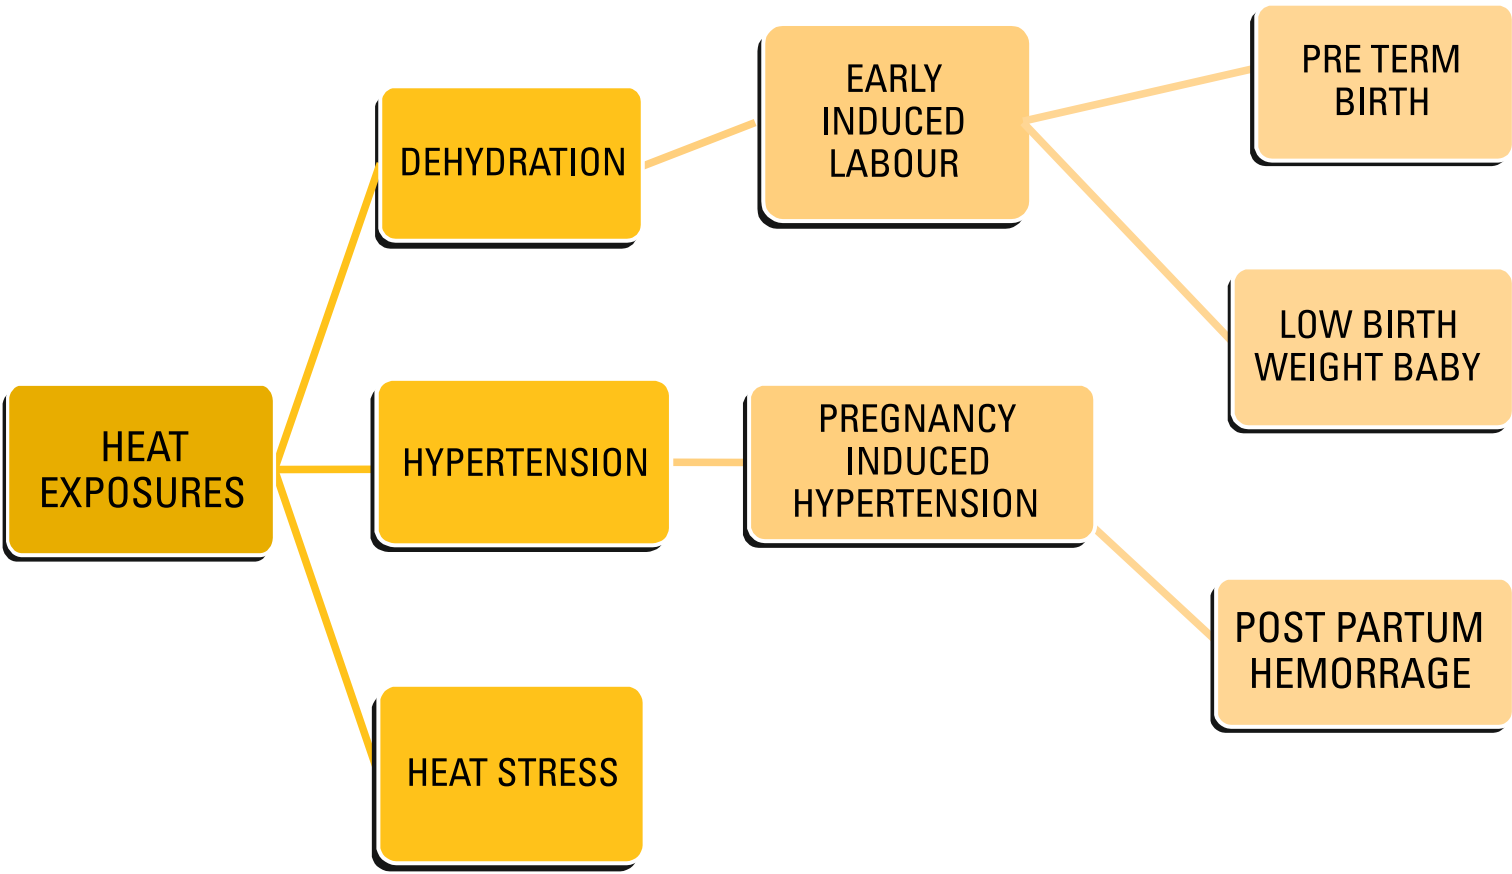 HEAT
EXPOSURES
DEHYDRATION
HYPERTENSION
HEAT STRESS
EARLY
INDUCED
LABOUR
PREGNANCY
INDUCED
HYPERTENSION
PRE TERM
BIRTH
LOW BIRTH
WEIGHT BABY
POST PARTUM
HEMORRAGE